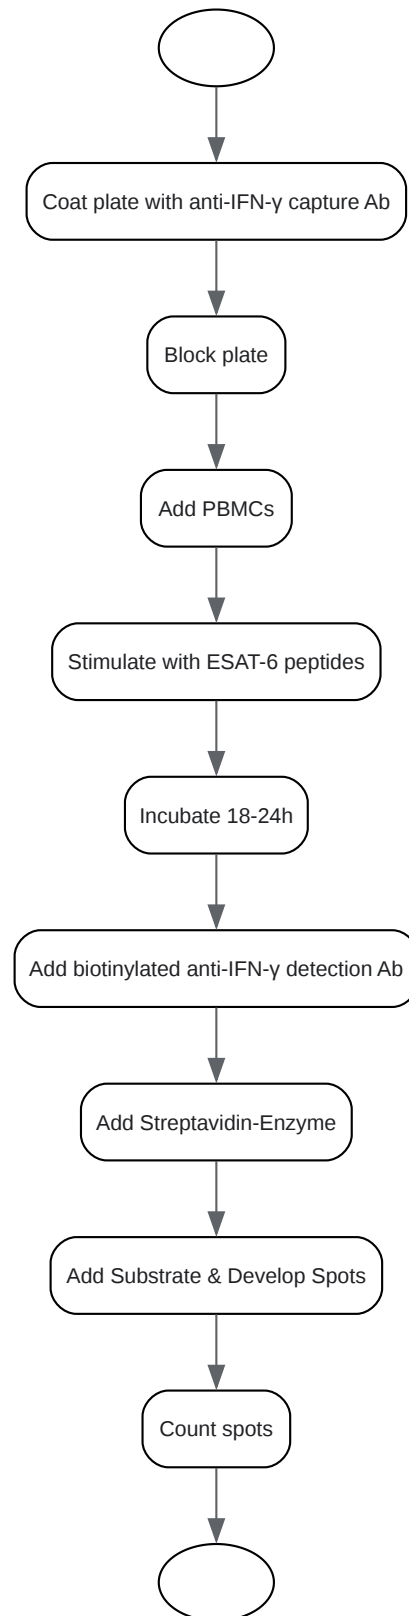 Coat plate with anti-IFN-γ capture Ab
Block plate
Add PBMCs
Stimulate with ESAT-6 peptides
Incubate 18-24h
Add biotinylated anti-IFN-γ detection Ab
Add Streptavidin-Enzyme
Add Substrate & Develop Spots
Count spots